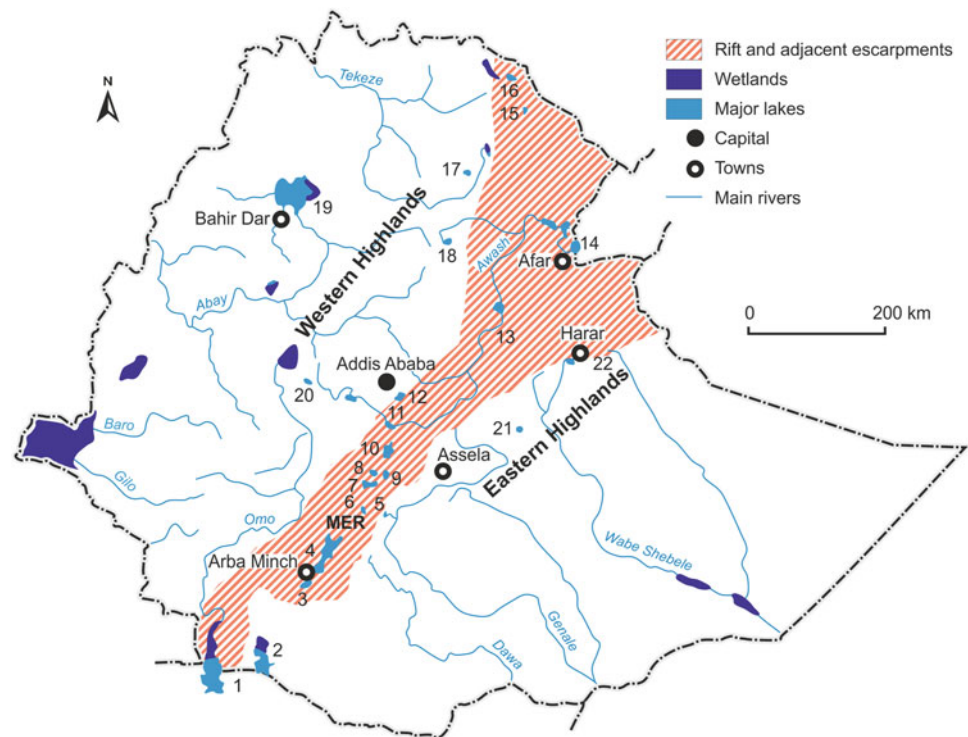 N
Rift and adjacent escarpments
Wetlands
Major lakes
Capital
Towns
Main rivers
0 200 km
Tekeze
16
15
17
19
Bahir Dar
Western Highlands
18
Awash
14
Afar
Abay
13
Harar
22
Addis Ababa
20
12
11
Eastern Highlands
21
Baro
10
Assela
8
9
7
Gilo
6
5
MER
Omo
4
Arba Minch
3
Wabe Shebele
Genale
Dawa
2
1